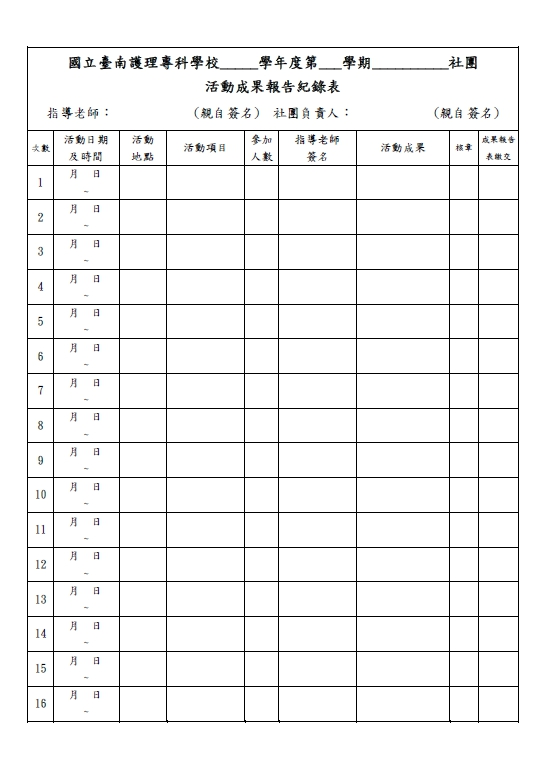 國立臺南護理專科學校_____學年度第___學期__________社團
活動成果報告紀錄表
指導老師：　　　　　（親自簽名） 社團負責人：　　　　　（親自簽名）
次數 活動日期及時間 活動地點 活動項目 參加人數 指導老師簽名 活動成果 核章 成果報告表繳交
1 月 日
~
2 月 日
~
3 月 日
~
4 月 日
~
5 月 日
~
6 月 日
~
7 月 日
~
8 月 日
~
9 月 日
~
10 月 日
~
11 月 日
~
12 月 日
~
13 月 日
~
14 月 日
~
15 月 日
~
16 月 日
~